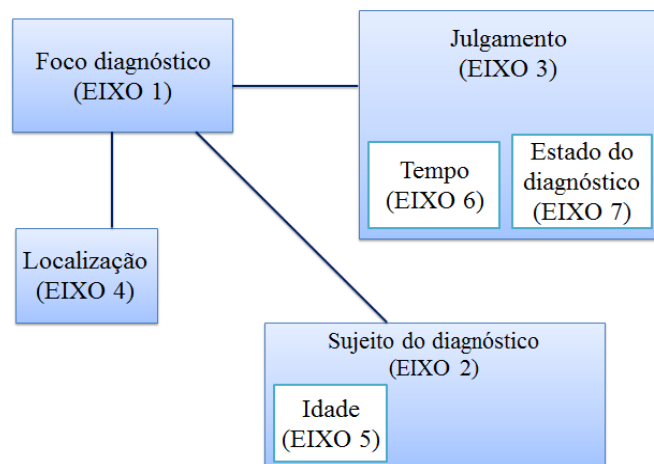 Foco diagnóstico
(EIXO 1)
Julgamento
(EIXO 3)
Tempo
(EIXO 6)
Estado do
diagnóstico
(EIXO 7)
Localização
(EIXO 4)
Sujeito do diagnóstico
(EIXO 2)
Idade
(EIXO 5)